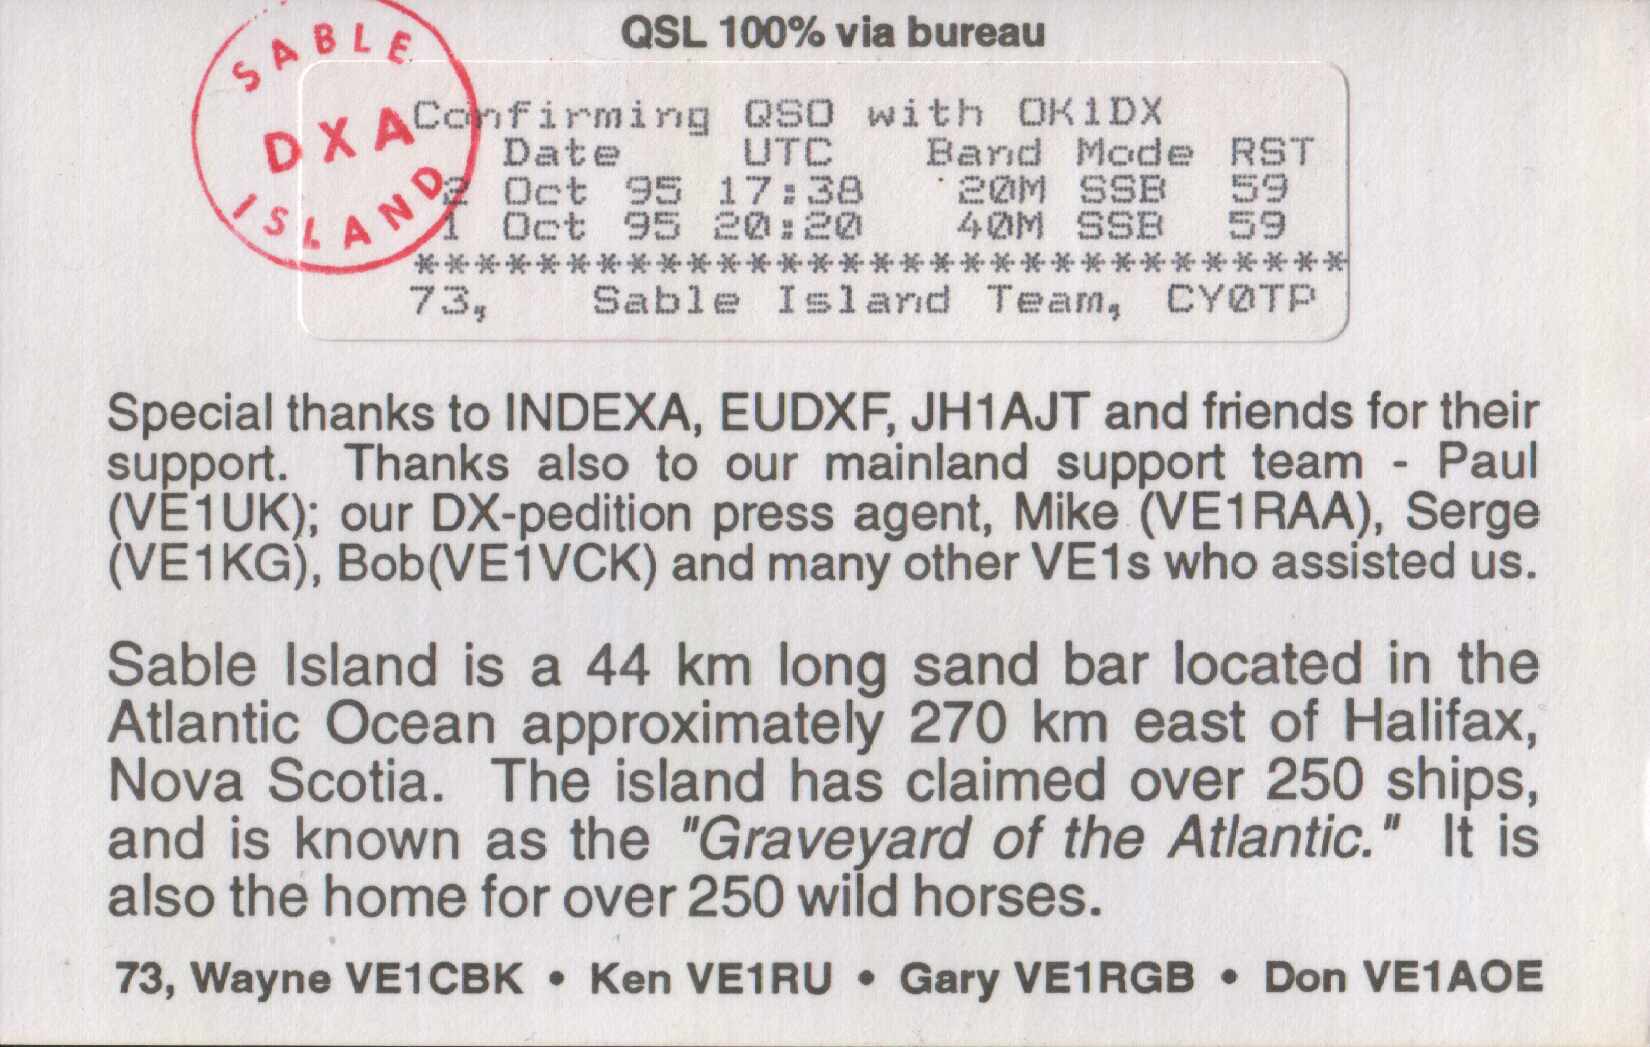 QSL 100% via bureau
SABLE
DXA
ISLAND
Confirming QSO with OK1DX
Date UTC Band Mode RST
2 Oct 95 17:38 20M SSB 59
1 Oct 95 20:20 40M SSB 59
*******************************
73, Sable Island Team, CY0TP
Special thanks to INDEXA, EUDXF, JH1AJT and friends for their
support. Thanks also to our mainland support team - Paul
(VE1UK); our DX-pedition press agent, Mike (VE1RAA), Serge
(VE1KG), Bob(VE1VCK) and many other VE1s who assisted us.
Sable Island is a 44 km long sand bar located in the
Atlantic Ocean approximately 270 km east of Halifax,
Nova Scotia. The island has claimed over 250 ships,
and is known as the "Graveyard of the Atlantic." It is
also the home for over 250 wild horses.
73, Wayne VE1CBK • Ken VE1RU • Gary VE1RGB • Don VE1AOE